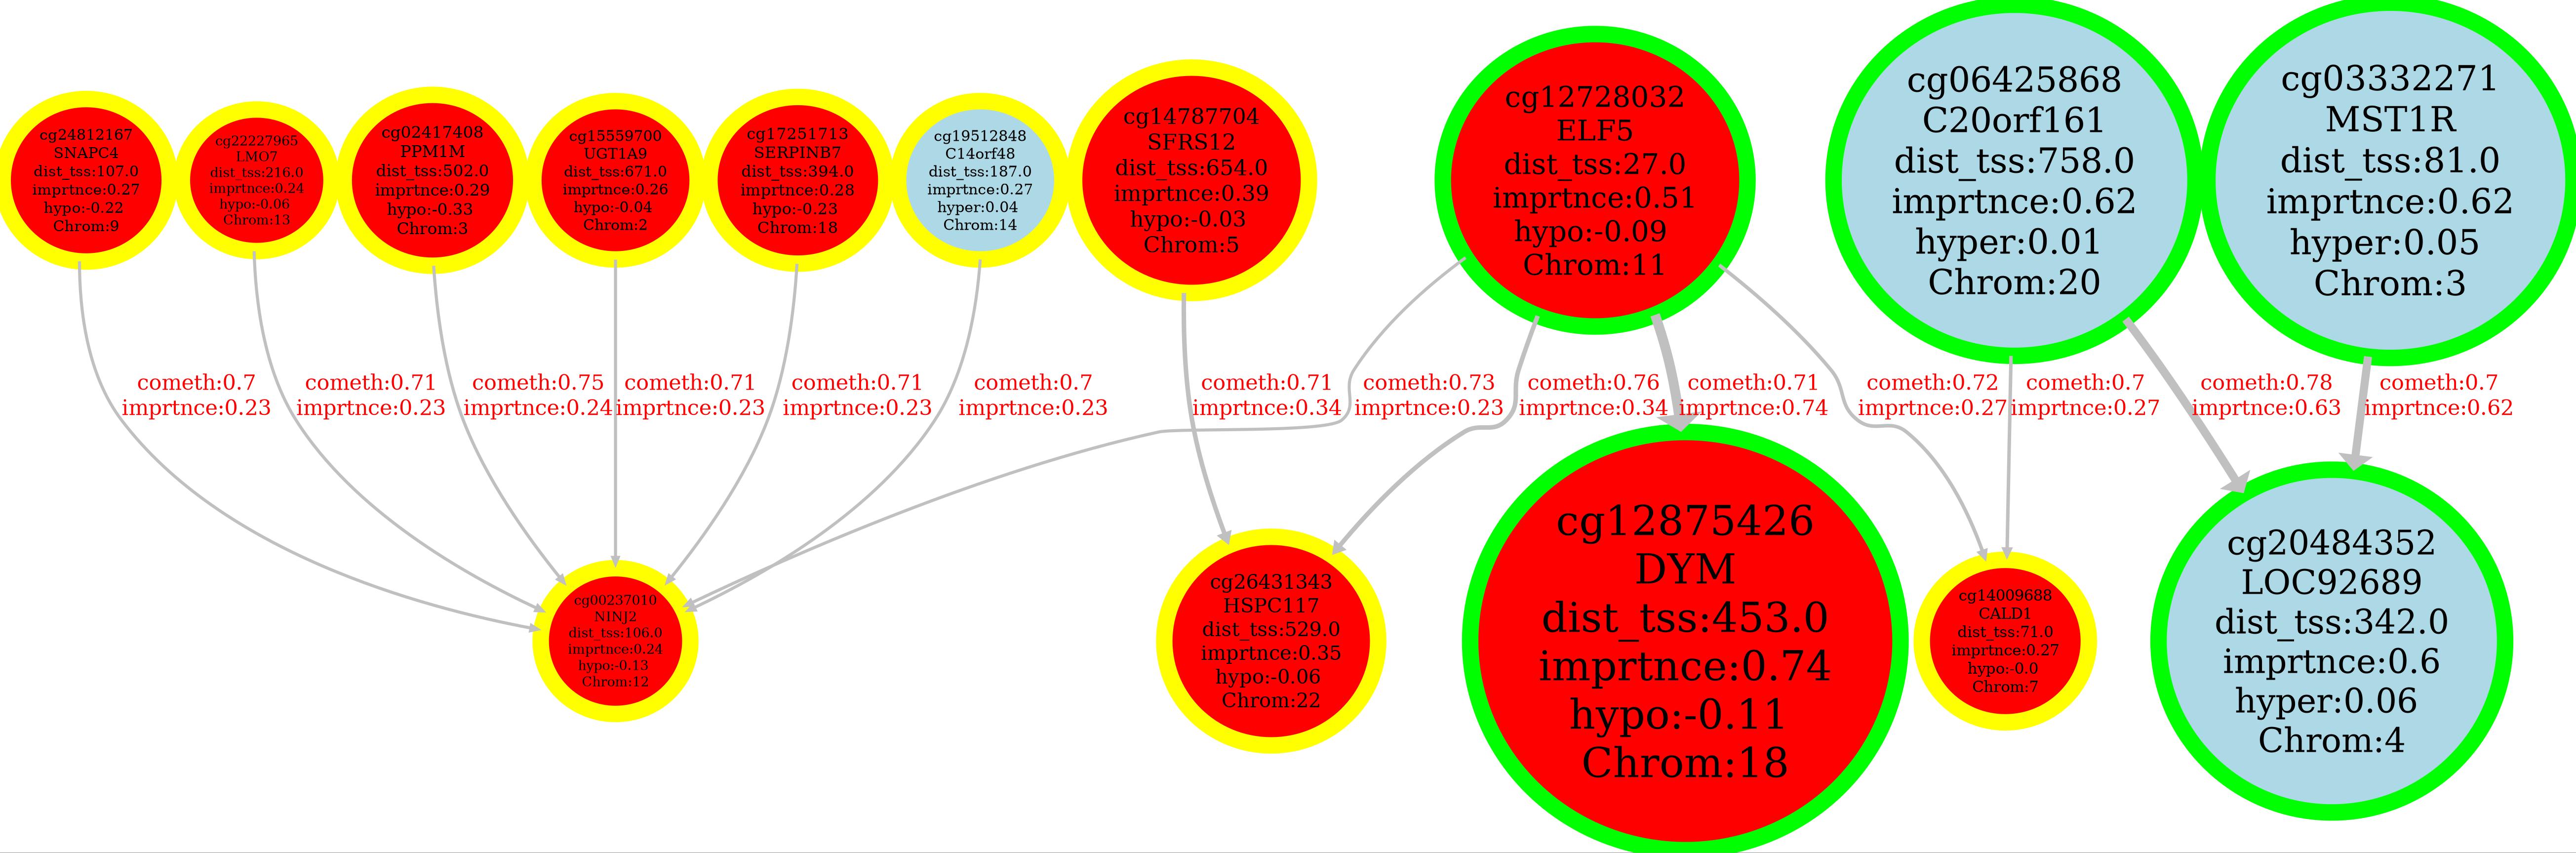 cg24812167
SNAPC4
dist_tss:107.0
imprtnce:0.27
hypo:-0.22
Chrom:9
cg22227965
LMO7
dist_tss:216.0
imprtnce:0.24
hypo:-0.06
Chrom:13
cg02417408
PPM1M
dist_tss:502.0
imprtnce:0.29
hypo:-0.33
Chrom:3
cg15559700
UGT1A9
dist_tss:671.0
imprtnce:0.26
hypo:-0.04
Chrom:2
cg17251713
SERPINB7
dist_tss:394.0
imprtnce:0.28
hypo:-0.23
Chrom:18
cg19512848
C14orf48
dist_tss:187.0
imprtnce:0.27
hyper:0.04
Chrom:14
cg14787704
SFRS12
dist_tss:654.0
imprtnce:0.39
hypo:-0.03
Chrom:5
cg12728032
ELF5
dist_tss:27.0
imprtnce:0.51
hypo:-0.09
Chrom:11
cg06425868
C20orf161
dist_tss:758.0
imprtnce:0.62
hyper:0.01
Chrom:20
cg03332271
MST1R
dist_tss:81.0
imprtnce:0.62
hyper:0.05
Chrom:3
cometh:0.7
imprtnce:0.23
cometh:0.71
imprtnce:0.23
cometh:0.75
imprtnce:0.24
cometh:0.71
imprtnce:0.23
cometh:0.71
imprtnce:0.23
cometh:0.7
imprtnce:0.23
cometh:0.71
imprtnce:0.34
cometh:0.73
imprtnce:0.23
cometh:0.76
imprtnce:0.34
cometh:0.71
imprtnce:0.74
cometh:0.72
imprtnce:0.27
cometh:0.7
imprtnce:0.27
cometh:0.78
imprtnce:0.63
cometh:0.7
imprtnce:0.62
cg00237010
NINJ2
dist_tss:106.0
imprtnce:0.24
hypo:-0.13
Chrom:12
cg26431343
HSPC117
dist_tss:529.0
imprtnce:0.35
hypo:-0.06
Chrom:22
cg12875426
DYM
dist_tss:453.0
imprtnce:0.74
hypo:-0.11
Chrom:18
cg14009688
CALD1
dist_tss:71.0
imprtnce:0.27
hypo:-0.0
Chrom:7
cg20484352
LOC92689
dist_tss:342.0
imprtnce:0.6
hyper:0.06
Chrom:4